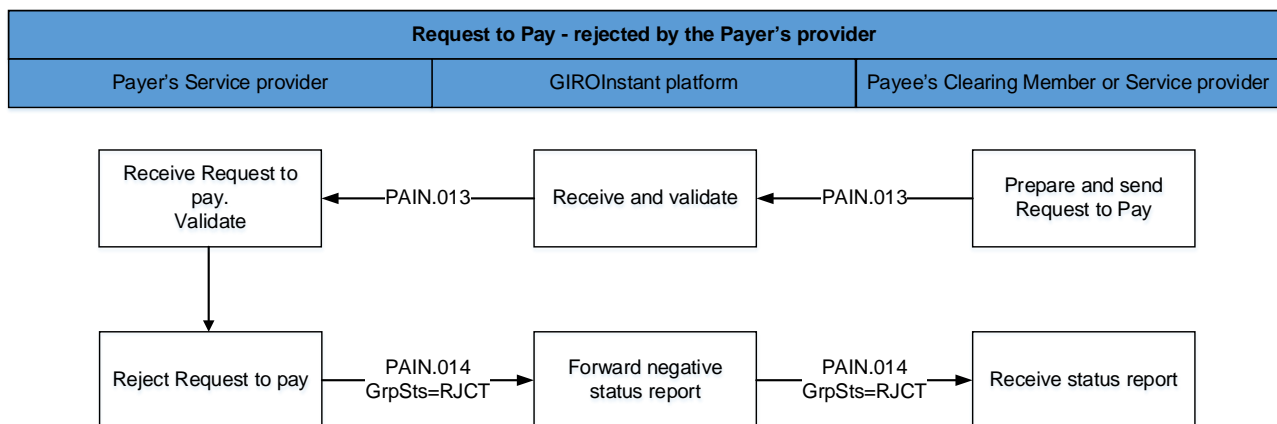 Request to Pay - rejected by the Payer's provider
Payer's Service provider
GIROInstant platform
Payee's Clearing Member or Service provider
Receive Request to
pay.
Validate
PAIN.013
Receive and validate
PAIN.013
Prepare and send
Request to Pay
Reject Request to pay
PAIN.014
GrpSts=RJCT
Forward negative
status report
PAIN.014
GrpSts=RJCT
Receive status report